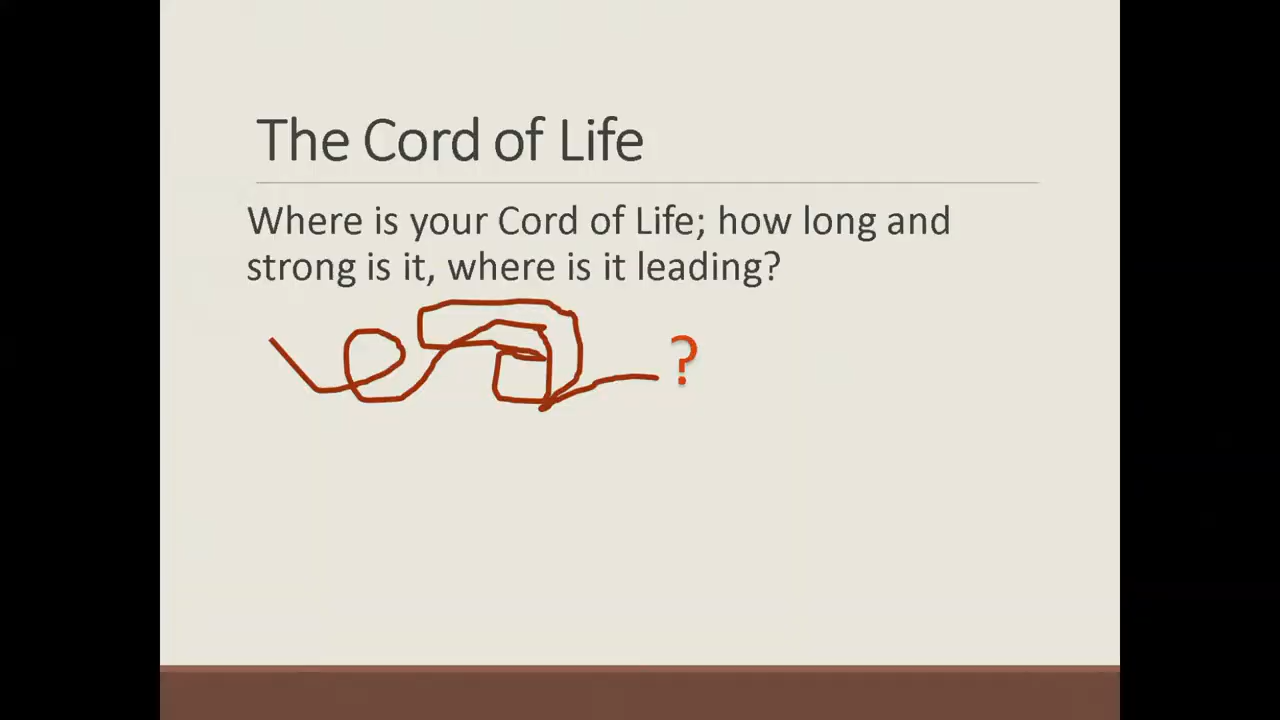 The Cord of Life
Where is your Cord of Life; how long and
strong is it, where is it leading?
?